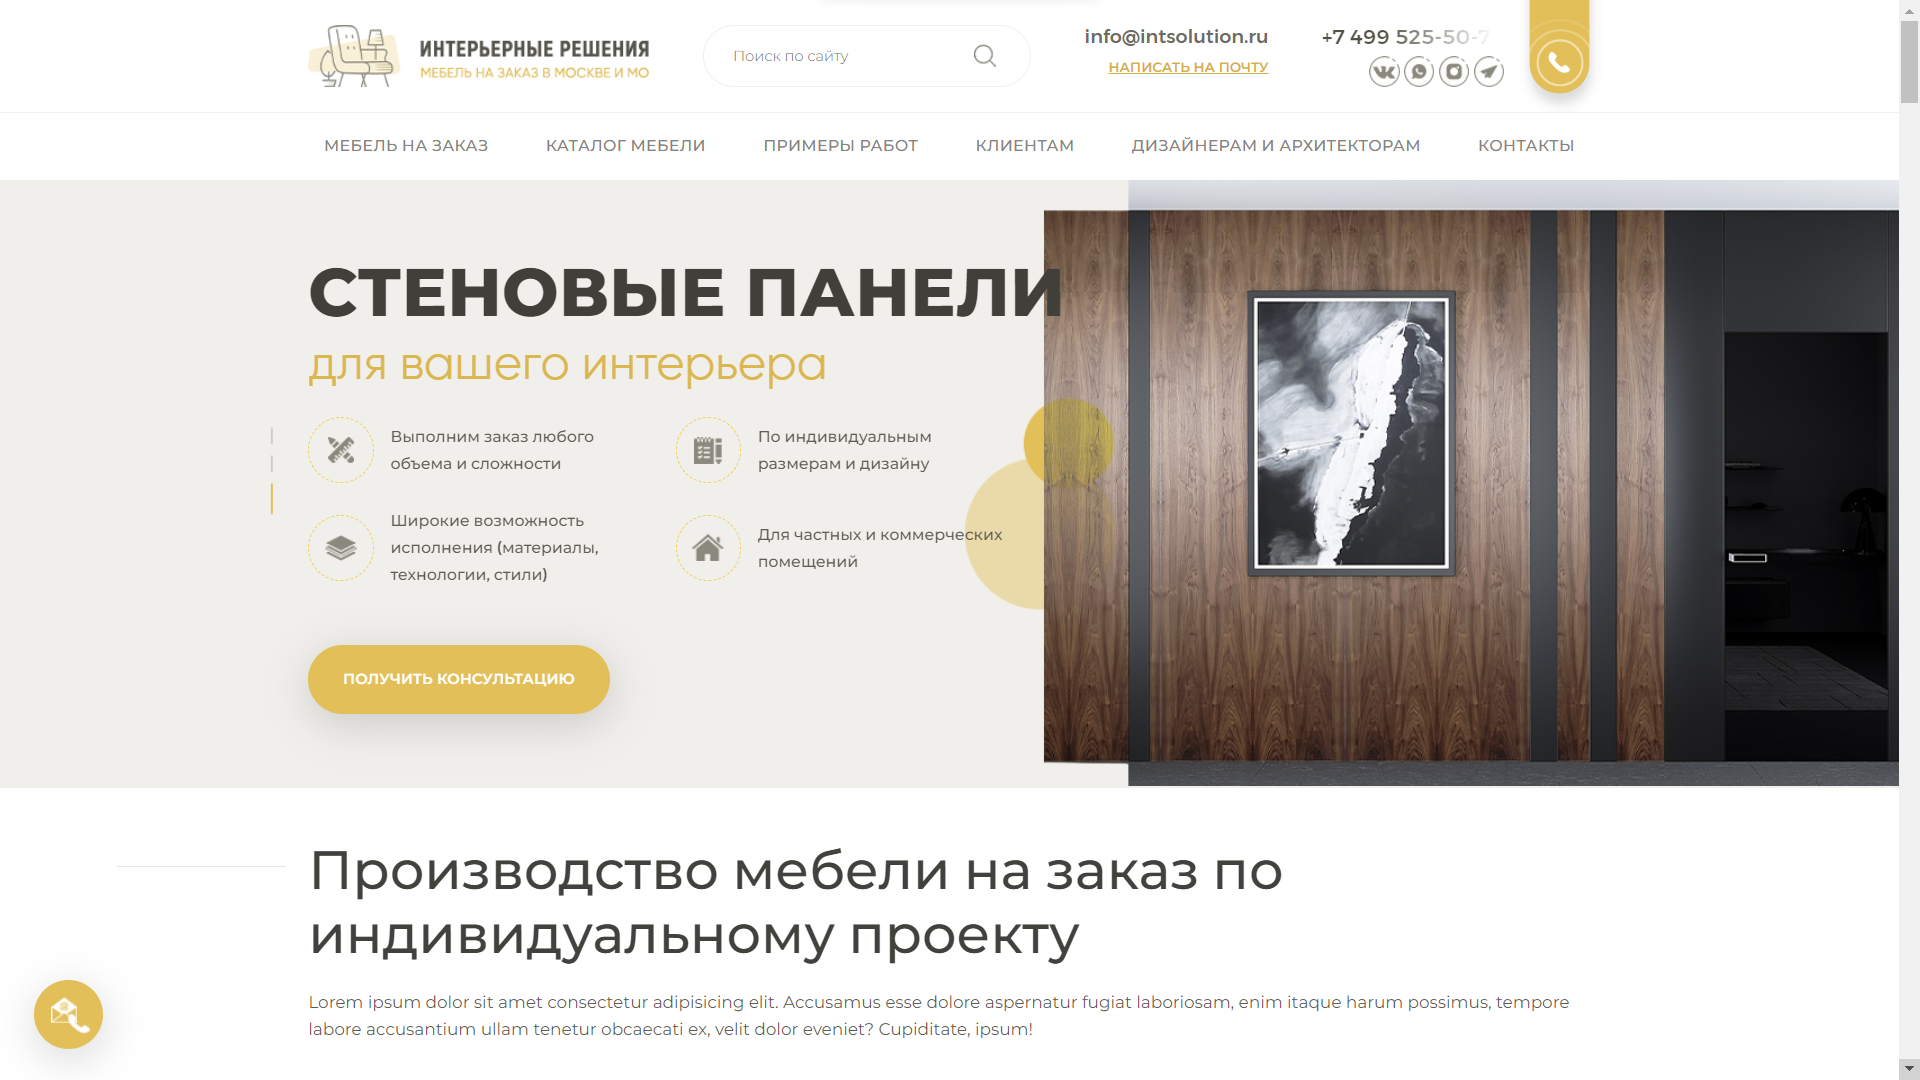 ИНТЕРЬЕРНЫЕ РЕШЕНИЯ
МЕБЕЛЬ НА ЗАКАЗ В МОСКВЕ И МО
Поиск по сайту
info@intsolution.ru
НАПИСАТЬ НА ПОЧТУ
+7 499 525-50-7
МЕБЕЛЬ НА ЗАКАЗ
КАТАЛОГ МЕБЕЛИ
ПРИМЕРЫ РАБОТ
КЛИЕНТАМ
ДИЗАЙНЕРАМ И АРХИТЕКТОРАМ
КОНТАКТЫ
СТЕНОВЫЕ ПАНЕЛИ
для вашего интерьера
Выполним заказ любого
объема и сложности
По индивидуальным
размерам и дизайну
Широкие возможность
исполнения (материалы,
технологии, стили)
Для частных и коммерческих
помещений
ПОЛУЧИТЬ КОНСУЛЬТАЦИЮ
Производство мебели на заказ по
индивидуальному проекту
Lorem ipsum dolor sit amet consectetur adipisicing elit. Accusamus esse dolore aspernatur fugiat laboriosam, enim itaque harum possimus, tempore
labore accusantium ullam tenetur obcaecati ex, velit dolor eveniet? Cupiditate, ipsum!